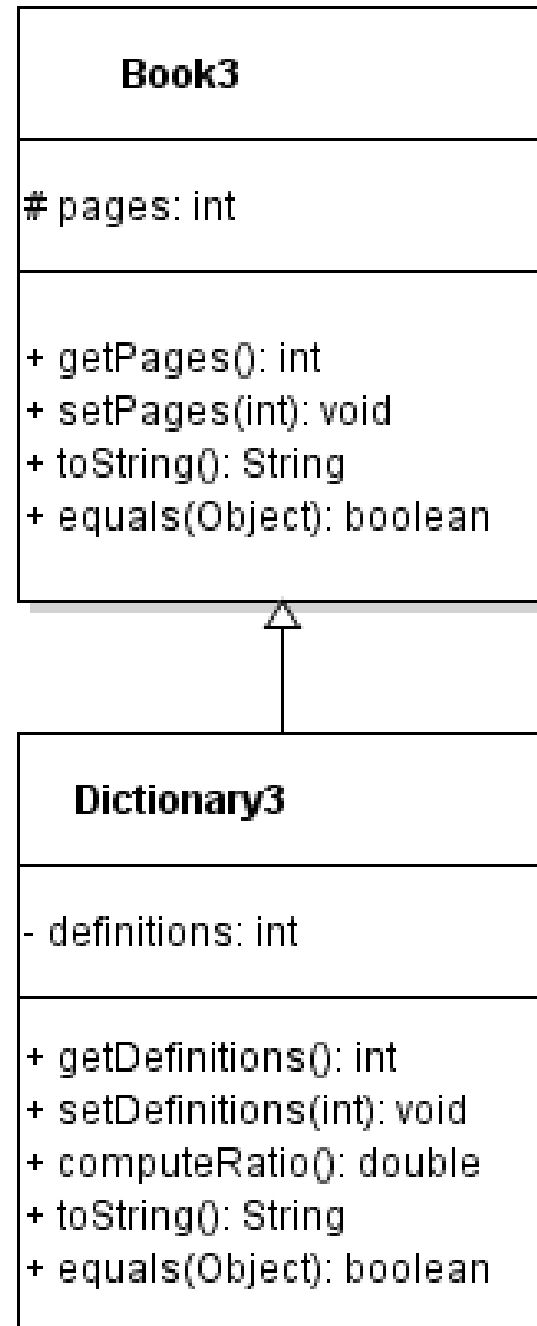 Book3
# pages: int
+ getPages(): int
+ setPages(int): void
+ toString(): String
+ equals(Object): boolean
Dictionary3
- definitions: int
+ getDefinitions(): int
+ setDefinitions(int): void
+ computeRatio(): double
+ toString(): String
+ equals(Object): boolean